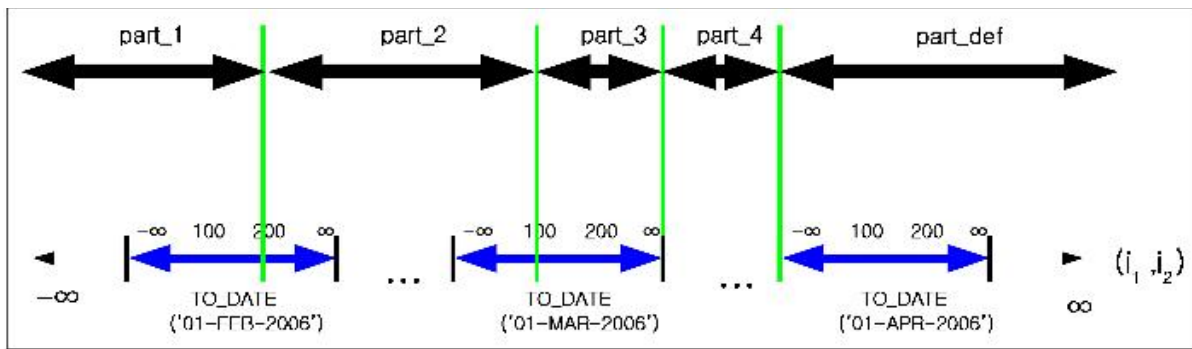 part_1 part_2 part_3 part_4 part_def
-∞ 100 200 ∞ -∞ 100 200 ∞ -∞ 100 200 ∞
... ... (i1 ,i2)
-∞ TO_DATE TO_DATE TO_DATE ∞
('01-FEB-2006') ('01-MAR-2006') ('01-APR-2006')